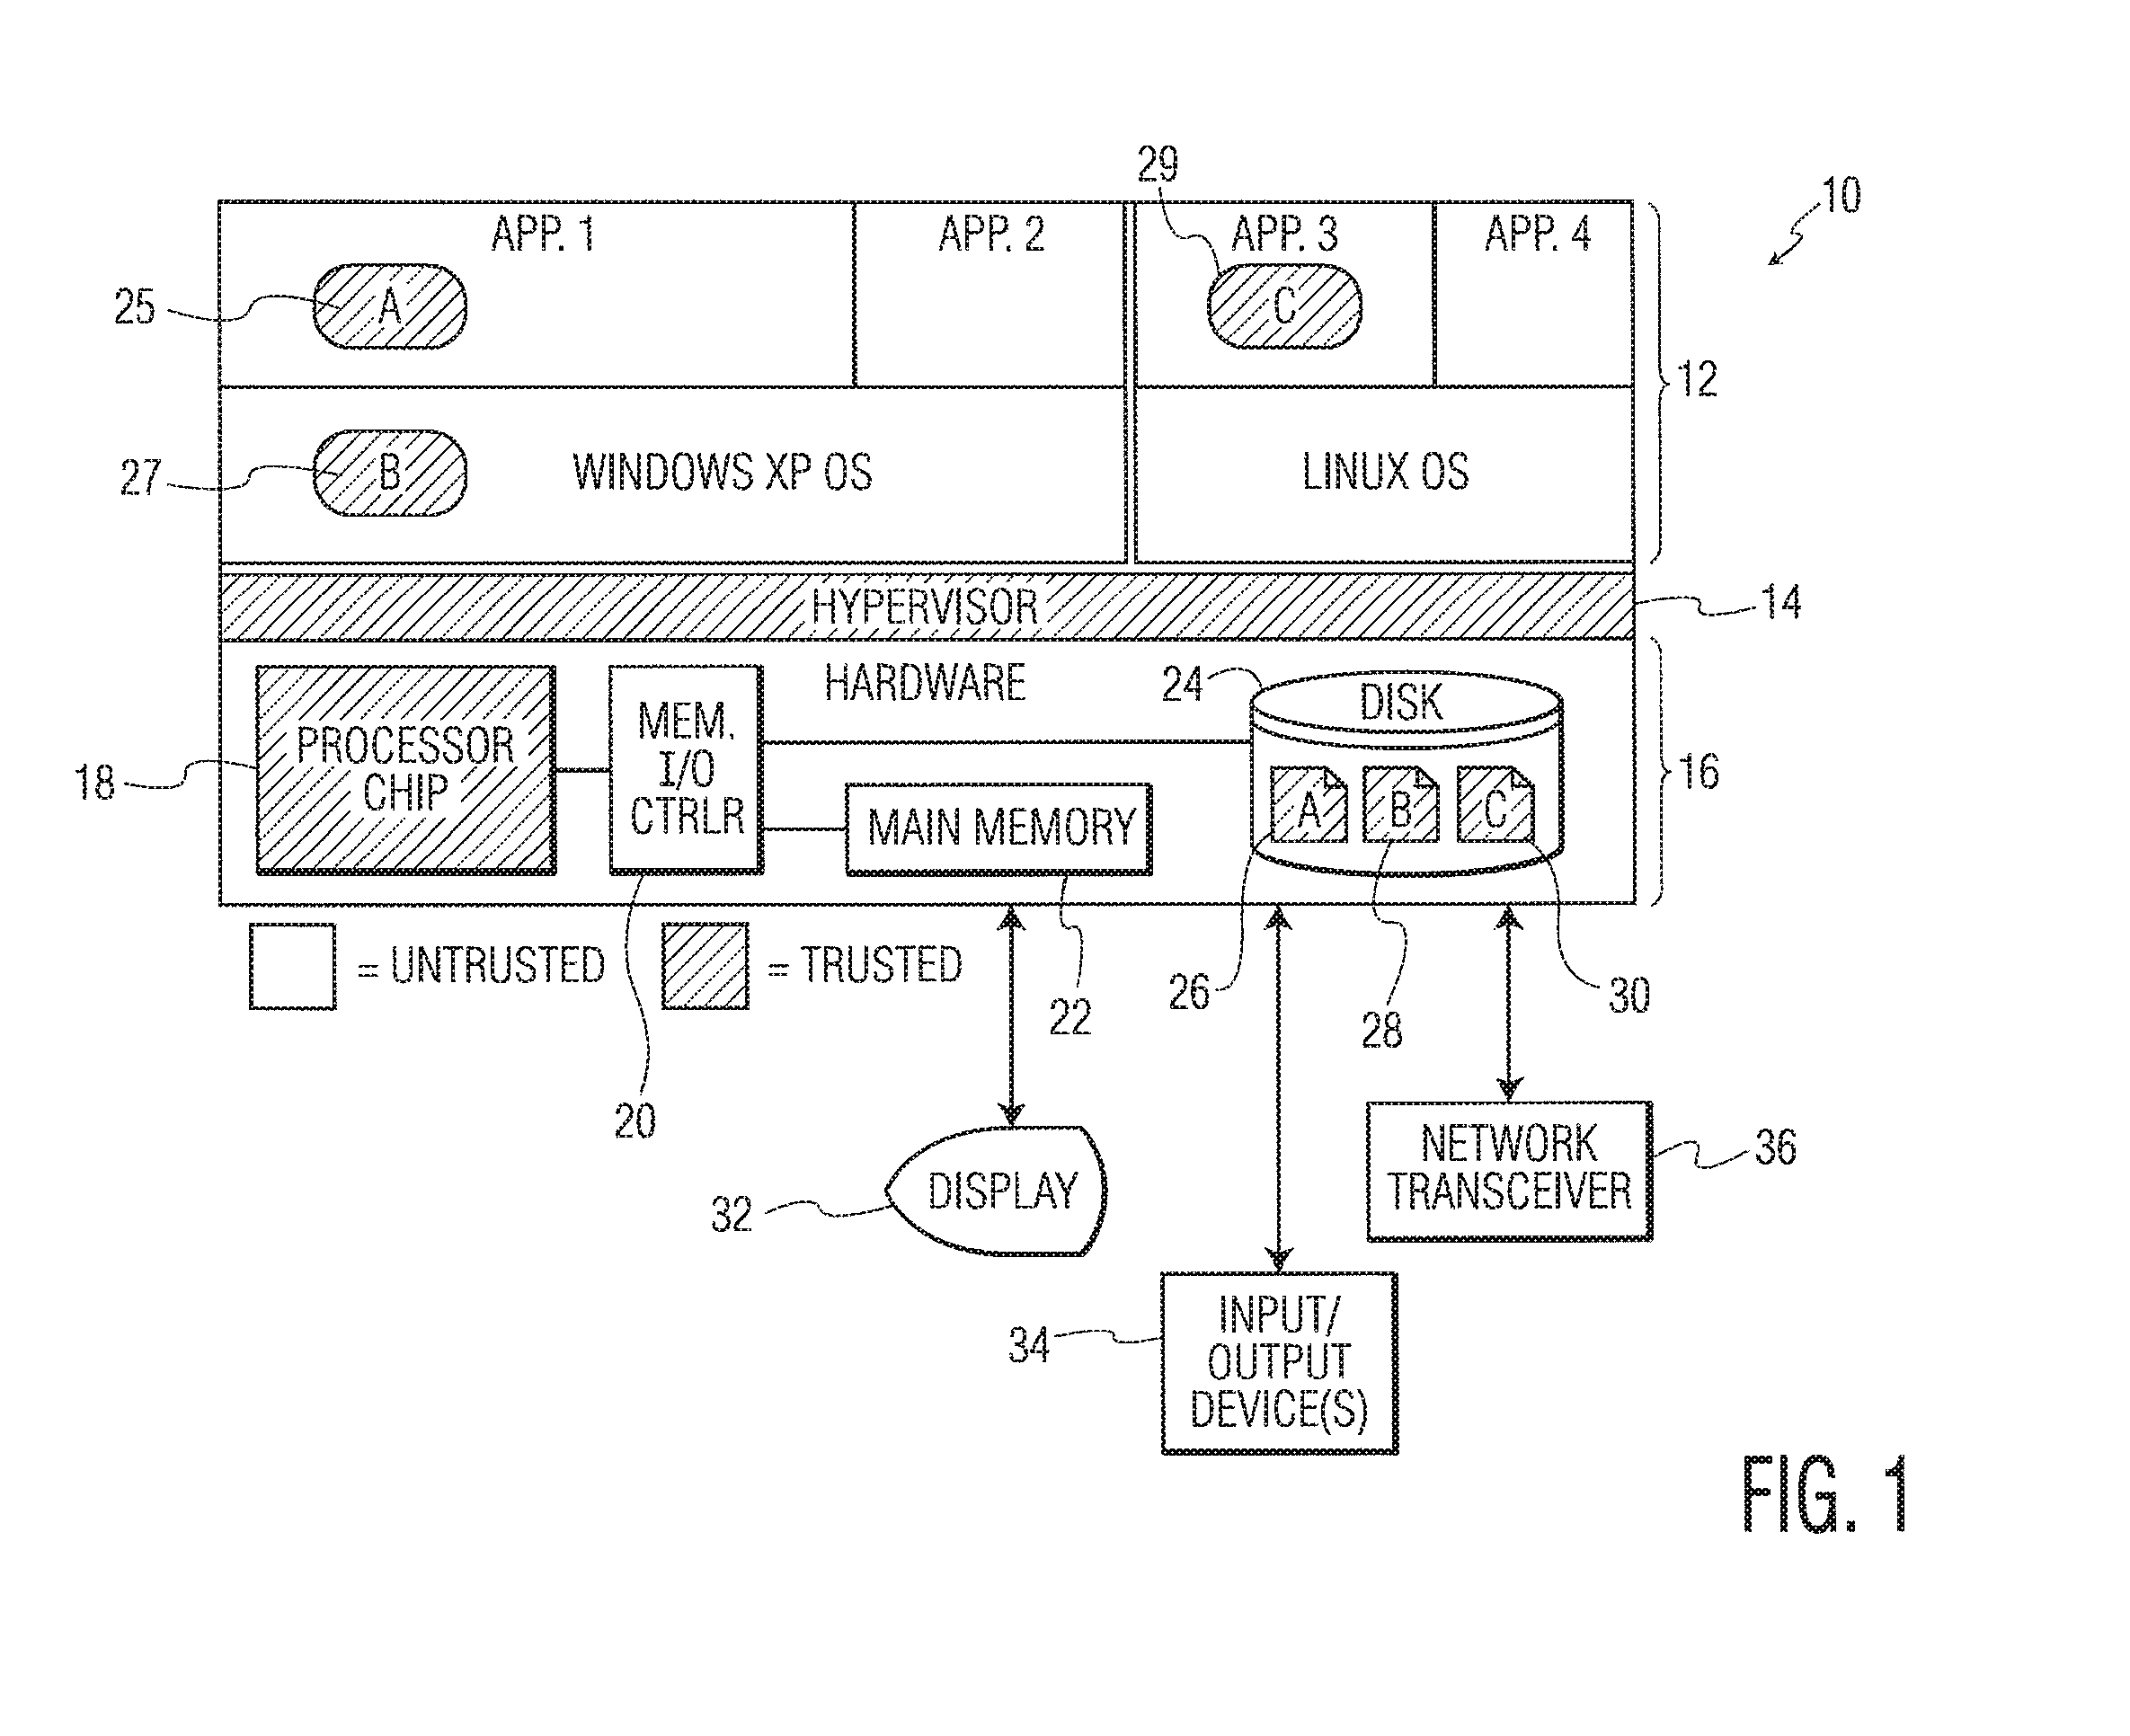 29
10
APP. 1
APP. 2
APP. 3
APP. 4
25
A
C
12
27
B
WINDOWS XP OS
LINUX OS
HYPERVISOR
14
HARDWARE
24
DISK
18
PROCESSOR
CHIP
MEM.
I/O
CTRLR
MAIN MEMORY
A
B
C
16
= UNTRUSTED
= TRUSTED
22
26
28
30
20
32
DISPLAY
NETWORK
TRANSCEIVER
36
34
INPUT/
OUTPUT
DEVICE(S)
FIG. 1